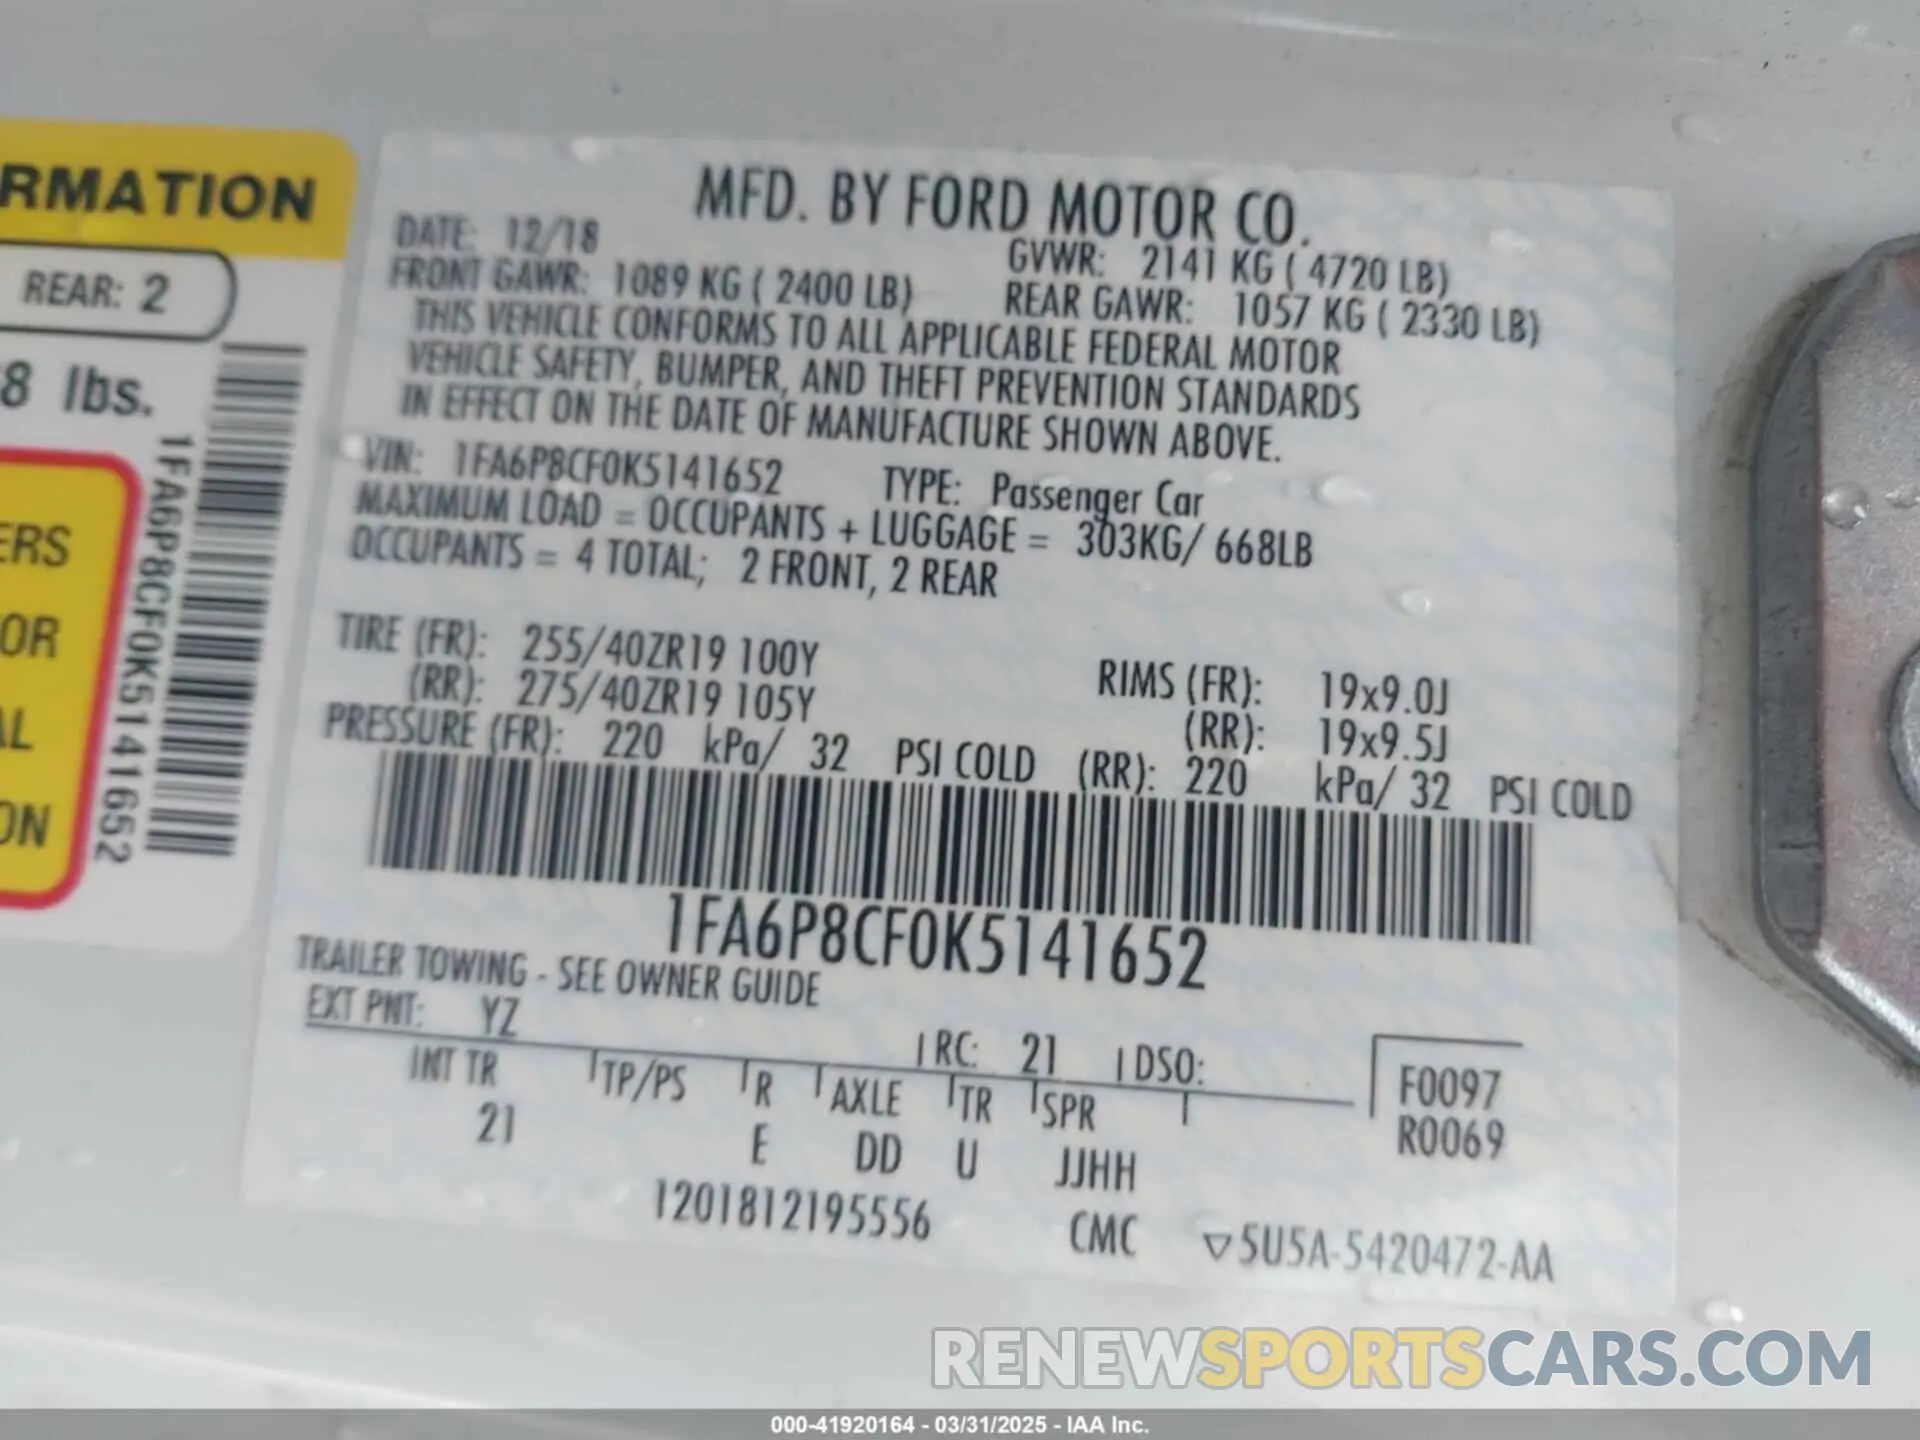 RMATION
REAR: 2
8 lbs.
ERS
OR
AL
ON
1FA6P8CF0K5141652
MFD. BY FORD MOTOR CO.
DATE: 12/18 GVWR: 2141 KG ( 4720 LB)
FRONT GAWR: 1089 KG ( 2400 LB) REAR GAWR: 1057 KG ( 2330 LB)
THIS VEHICLE CONFORMS TO ALL APPLICABLE FEDERAL MOTOR
VEHICLE SAFETY, BUMPER, AND THEFT PREVENTION STANDARDS
IN EFFECT ON THE DATE OF MANUFACTURE SHOWN ABOVE.
VIN: 1FA6P8CF0K5141652 TYPE: Passenger Car
MAXIMUM LOAD = OCCUPANTS + LUGGAGE = 303KG/ 668LB
OCCUPANTS = 4 TOTAL; 2 FRONT, 2 REAR
TIRE (FR): 255/40ZR19 100Y RIMS (FR): 19x9.0J
(RR): 275/40ZR19 105Y (RR): 19x9.5J
PRESSURE (FR): 220 kPa/ 32 PSI COLD (RR): 220 kPa/ 32 PSI COLD
1FA6P8CF0K5141652
TRAILER TOWING - SEE OWNER GUIDE
EXT PNT: YZ RC: 21 DSO:
INT TR TP/PS R AXLE TR SPR F0097
21 E DD U JJHH R0069
1201812195556 CMC ▽5U5A-5420472-AA
RENEWSPORTSCARS.COM
000-41920164 - 03/31/2025 - IAA Inc.